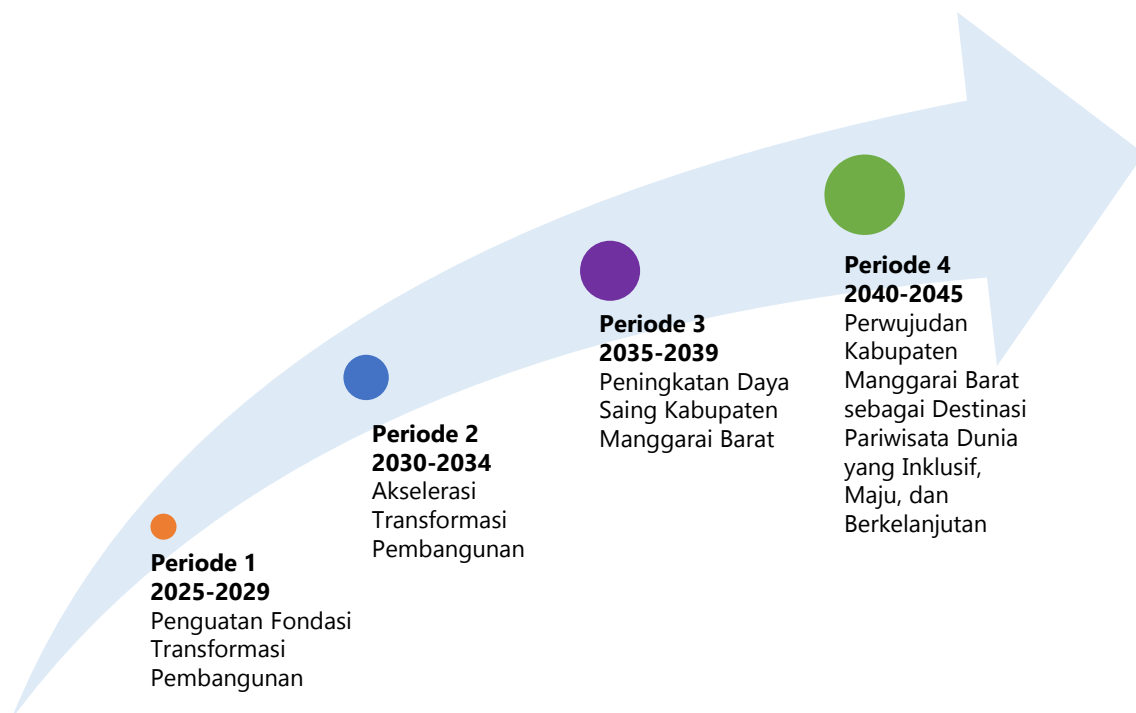 Periode 1
2025-2029
Penguatan Fondasi
Transformasi
Pembangunan
Periode 2
2030-2034
Akselerasi
Transformasi
Pembangunan
Periode 3
2035-2039
Peningkatan Daya
Saing Kabupaten
Manggarai Barat
Periode 4
2040-2045
Perwujudan
Kabupaten
Manggarai Barat
sebagai Destinasi
Pariwisata Dunia
yang Inklusif,
Maju, dan
Berkelanjutan